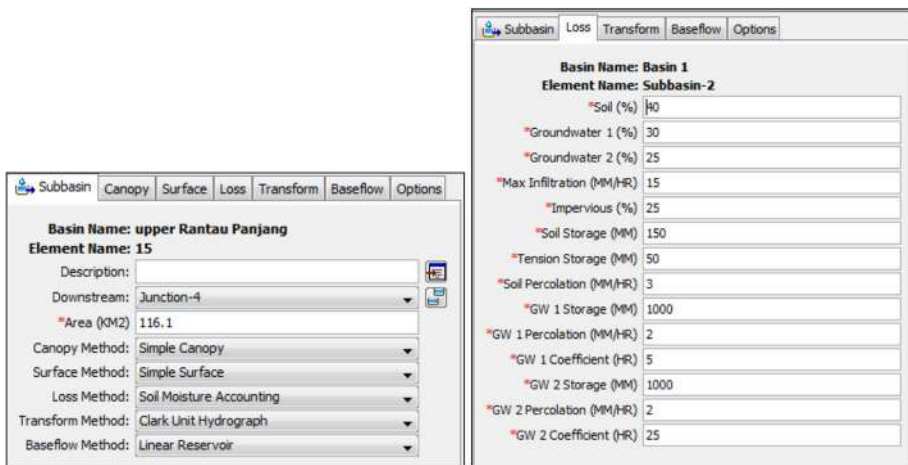 Subbasin Canopy Surface Loss Transform Baseflow Options
Basin Name: upper Rantau Panjang
Element Name: 15
Description:
Downstream: Junction-4
*Area (KM2) 116.1
Canopy Method: Simple Canopy
Surface Method: Simple Surface
Loss Method: Soil Moisture Accounting
Transform Method: Clark Unit Hydrograph
Baseflow Method: Linear Reservoir
Subbasin Loss Transform Baseflow Options
Basin Name: Basin 1
Element Name: Subbasin-2
*Soil (%) 40
*Groundwater 1 (%) 30
*Groundwater 2 (%) 25
*Max Infiltration (MM/HR) 15
*Impervious (%) 25
*Soil Storage (MM) 150
*Tension Storage (MM) 50
*Soil Percolation (MM/HR) 3
*GW 1 Storage (MM) 1000
*GW 1 Percolation (MM/HR) 2
*GW 1 Coefficient (HR) 5
*GW 2 Storage (MM) 1000
*GW 2 Percolation (MM/HR) 2
*GW 2 Coefficient (HR) 25